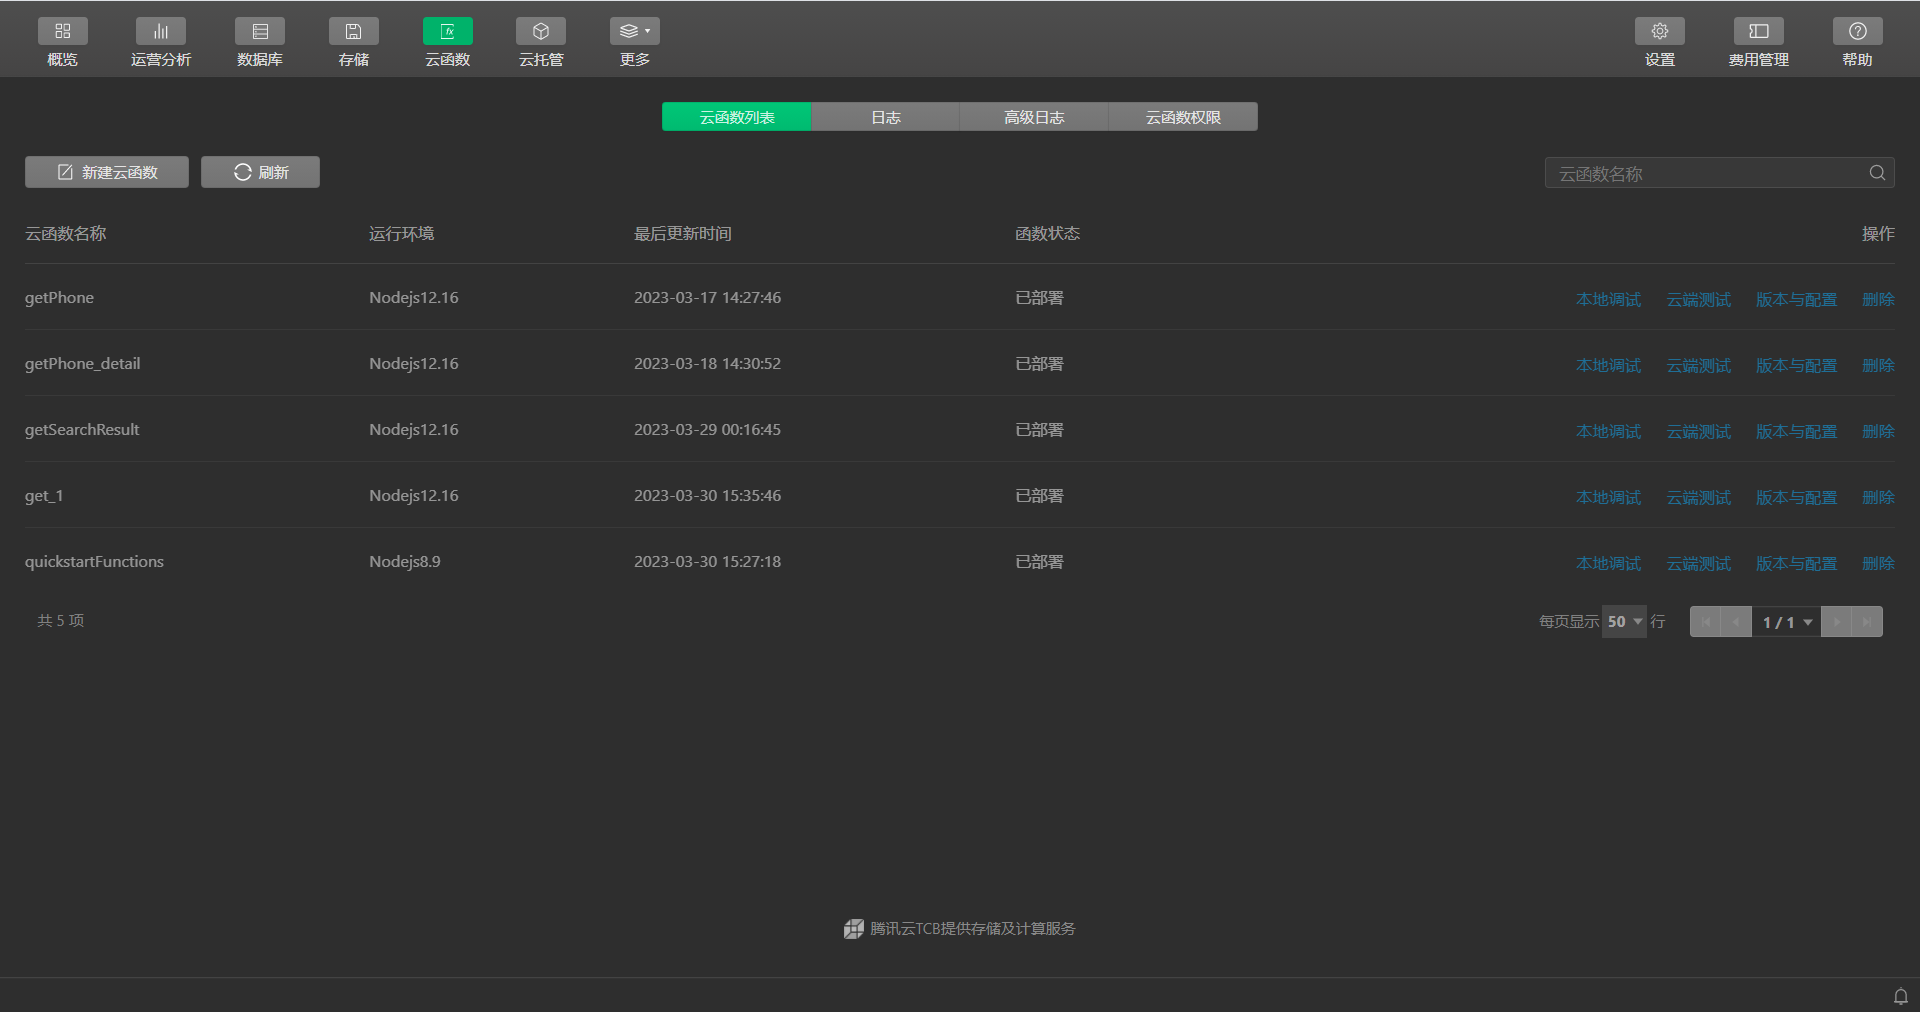 概览 运营分析 数据库 存储 云函数 云托管 更多 设置 费用管理 帮助
云函数列表 日志 高级日志 云函数权限
新建云函数 刷新 云函数名称
云函数名称 运行环境 最后更新时间 函数状态 操作
getPhone Nodejs12.16 2023-03-17 14:27:46 已部署 本地调试 云端测试 版本与配置 删除
getPhone_detail Nodejs12.16 2023-03-18 14:30:52 已部署 本地调试 云端测试 版本与配置 删除
getSearchResult Nodejs12.16 2023-03-29 00:16:45 已部署 本地调试 云端测试 版本与配置 删除
get_1 Nodejs12.16 2023-03-30 15:35:46 已部署 本地调试 云端测试 版本与配置 删除
quickstartFunctions Nodejs8.9 2023-03-30 15:27:18 已部署 本地调试 云端测试 版本与配置 删除
共 5 项 每页显示 50 行 1 / 1
腾讯云TCB提供存储及计算服务